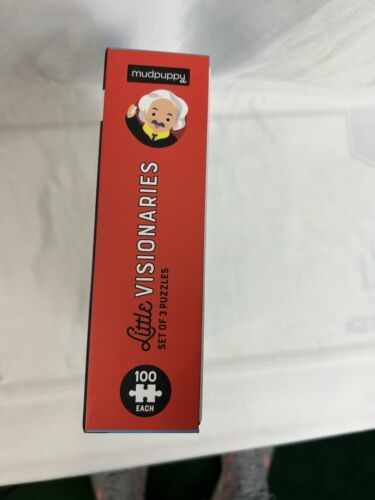 mudpuppy
Little VISIONARIES
SET OF 3 PUZZLES
100
EACH